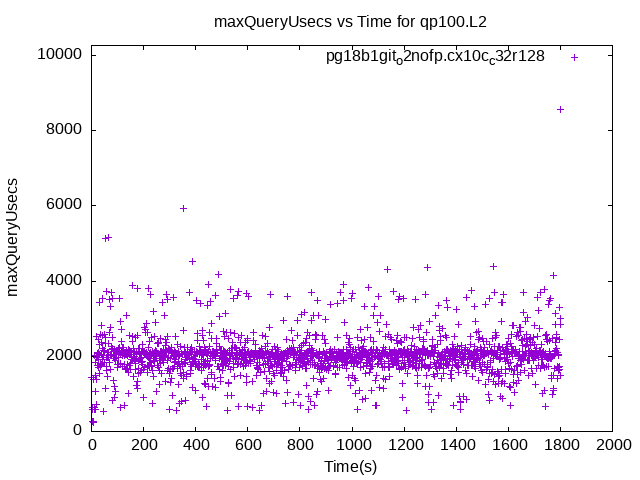 maxQueryUsecs vs Time for qp100.L2
pg18b1git_o2nofp.cx10c_c32r128
10000
8000
6000
4000
2000
0
maxQueryUsecs
0 200 400 600 800 1000 1200 1400 1600 1800 2000
Time(s)